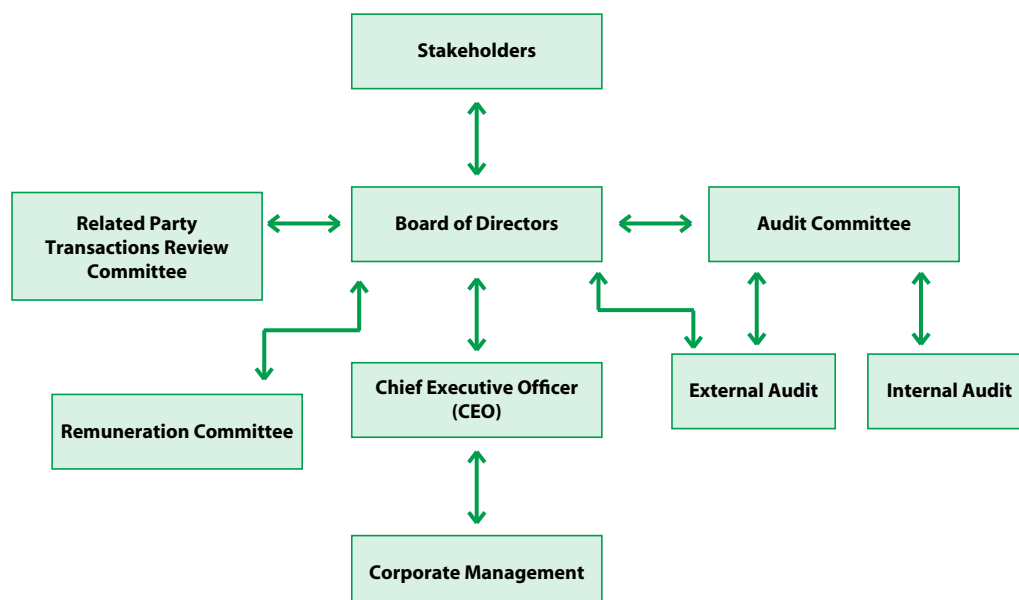 Stakeholders
Related Party
Transactions Review
Committee
Board of Directors
Audit Committee
Remuneration Committee
Chief Executive Officer
(CEO)
External Audit
Internal Audit
Corporate Management